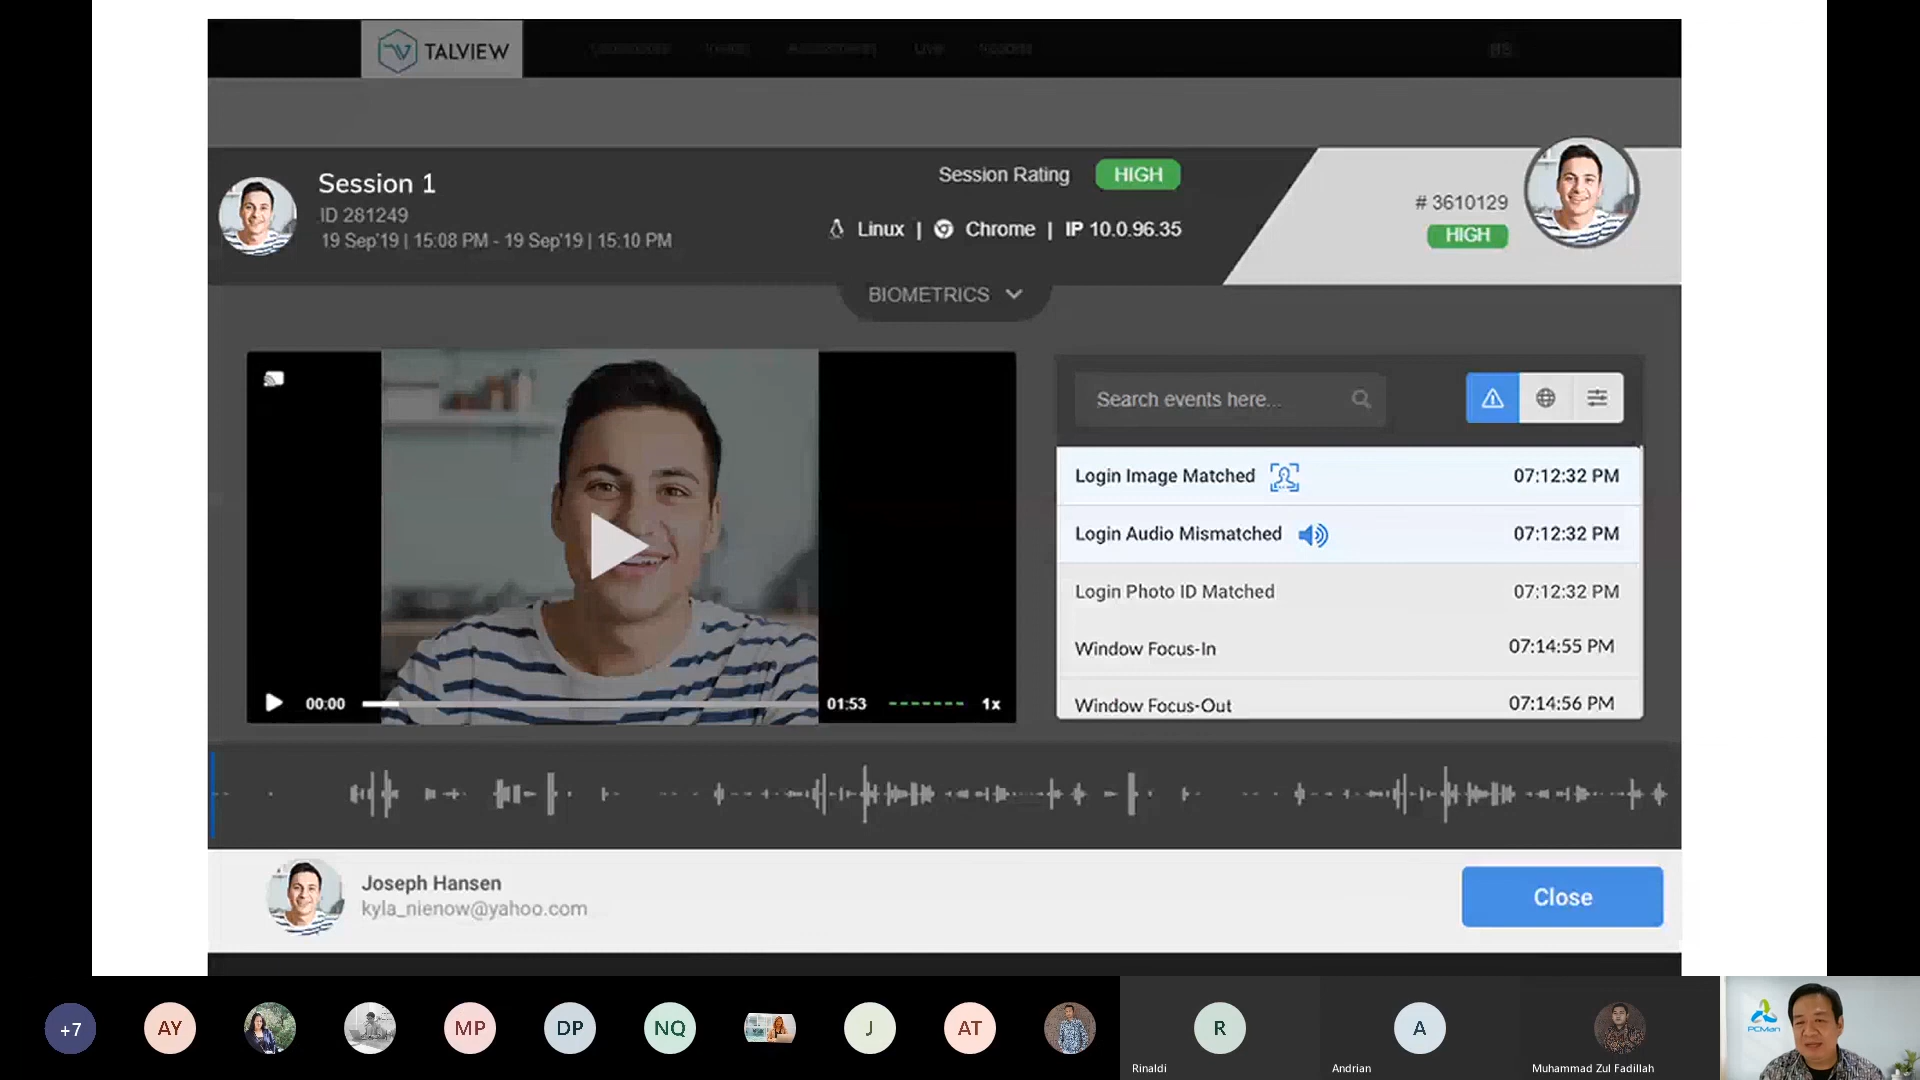 TALVIEW
Session 1
ID 281249
19 Sep'19 | 15:08 PM - 19 Sep'19 | 15:10 PM
Session Rating HIGH
Linux | Chrome | IP 10.0.96.35
# 3610129
HIGH
BIOMETRICS
Search events here...
Login Image Matched 07:12:32 PM
Login Audio Mismatched 07:12:32 PM
Login Photo ID Matched 07:12:32 PM
Window Focus-In 07:14:55 PM
Window Focus-Out 07:14:56 PM
00:00 01:53 1x
Joseph Hansen
kyla_nienow@yahoo.com
Close
+7 AY MP DP NQ J AT R A
Rinaldi Andrian Muhammad Zul Fadillah
PCMan